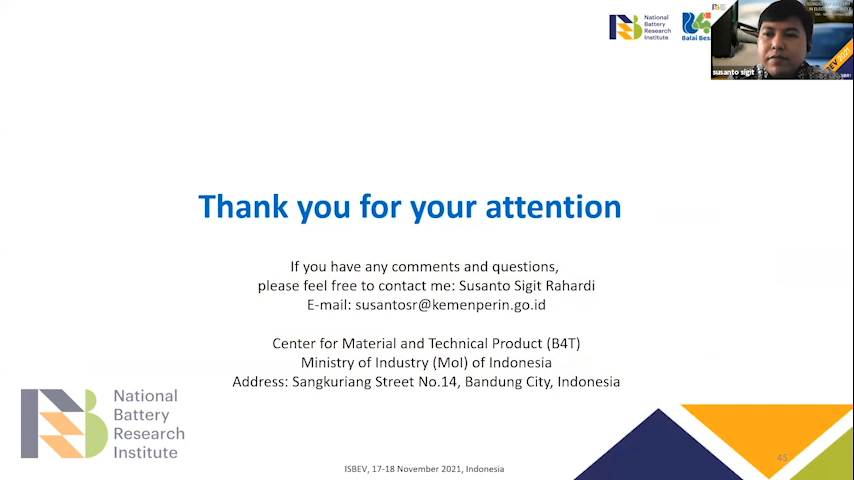 National
Battery
Research
Institute
Balai Bes
susanto sigit
Thank you for your attention
If you have any comments and questions,
please feel free to contact me: Susanto Sigit Rahardi
E-mail: susantosr@kemenperin.go.id
Center for Material and Technical Product (B4T)
Ministry of Industry (MoI) of Indonesia
Address: Sangkuriang Street No.14, Bandung City, Indonesia
National
Battery
Research
Institute
45
ISBEV, 17-18 November 2021, Indonesia